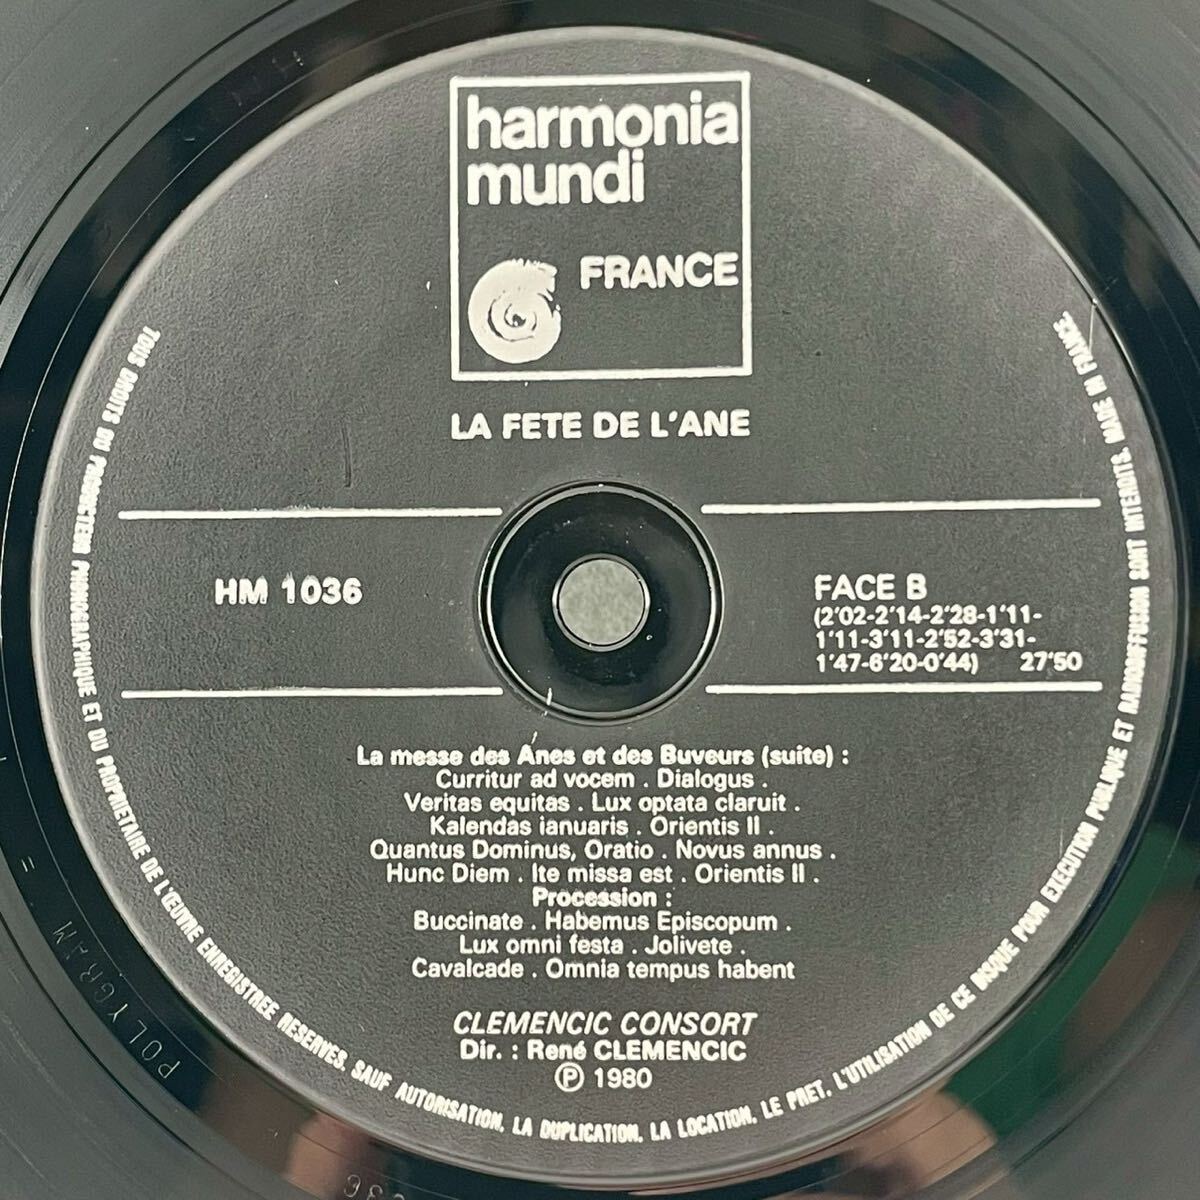 harmonia
mundi
FRANCE
LA FETE DE L'ANE
HM 1036
FACE B
(2'02-2'14-2'28-1'11-
1'11-3'11-2'52-3'31-
1'47-6'20-0'44) 27'50
La messe des Ânes et des Buveurs (suite) :
Curritur ad vocem . Dialogus .
Veritas equitas . Lux optata claruit .
Kalendas ianuaris . Orientis II .
Quantus Dominus, Oratio . Novus annus .
Hunc Diem . Ite missa est . Orientis II .
Procession :
Buccinate . Habemus Episcopum .
Lux omni festa . Jolivete .
Cavalcade . Omnia tempus habent
CLEMENCIC CONSORT
Dir. : René CLEMENCIC
Ⓟ 1980
TOUS DROITS DU PRODUCTEUR PHONOGRAPHIQUE ET DU PROPRIETAIRE DE L'ŒUVRE ENREGISTREE RESERVES. SAUF AUTORISATION, LA DUPLICATION, LA LOCATION, LE PRET, L'UTILISATION DE CE DISQUE POUR EXECUTION PUBLIQUE ET RADIODIFFUSION SONT INTERDITS. MADE IN FRANCE.
POLYGRAM